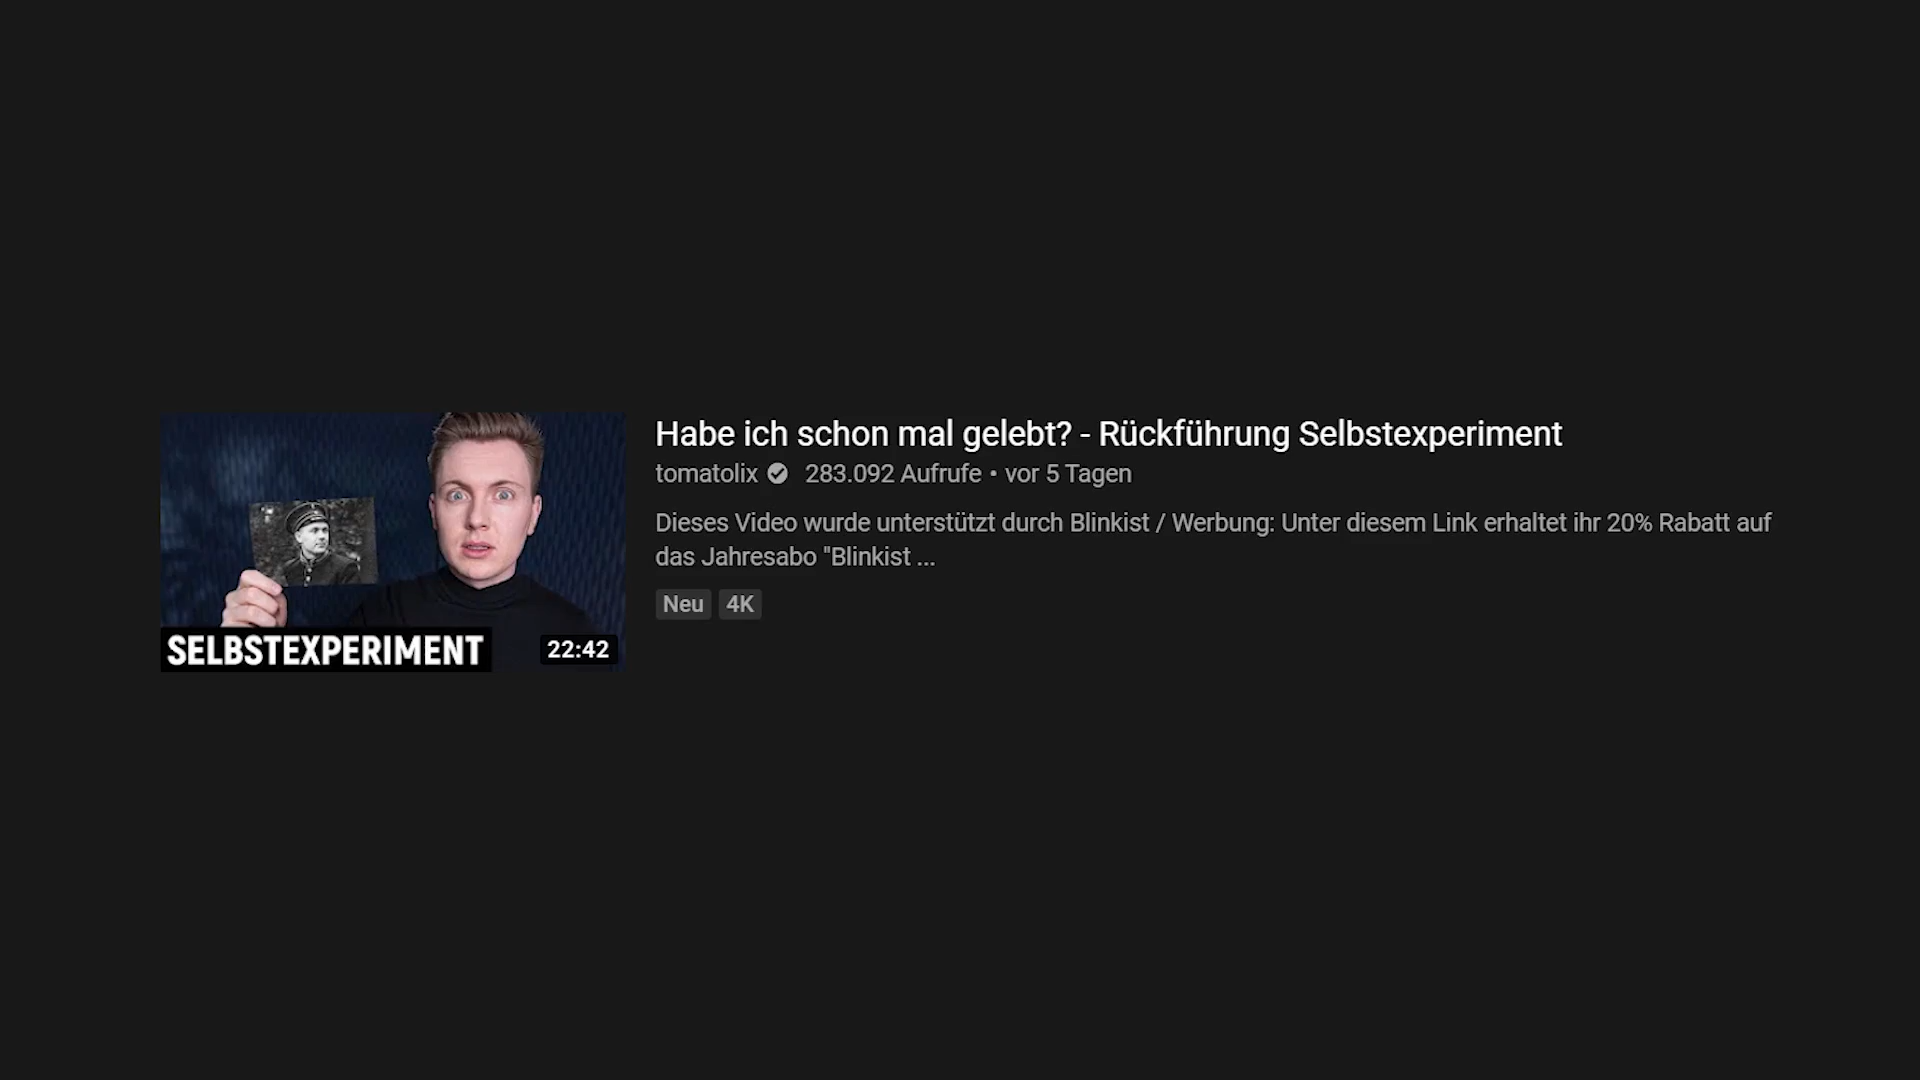 Habe ich schon mal gelebt? - Rückführung Selbstexperiment
tomatolix 283.092 Aufrufe • vor 5 Tagen
Dieses Video wurde unterstützt durch Blinkist / Werbung: Unter diesem Link erhaltet ihr 20% Rabatt auf
das Jahresabo "Blinkist ...
Neu 4K
SELBSTEXPERIMENT 22:42